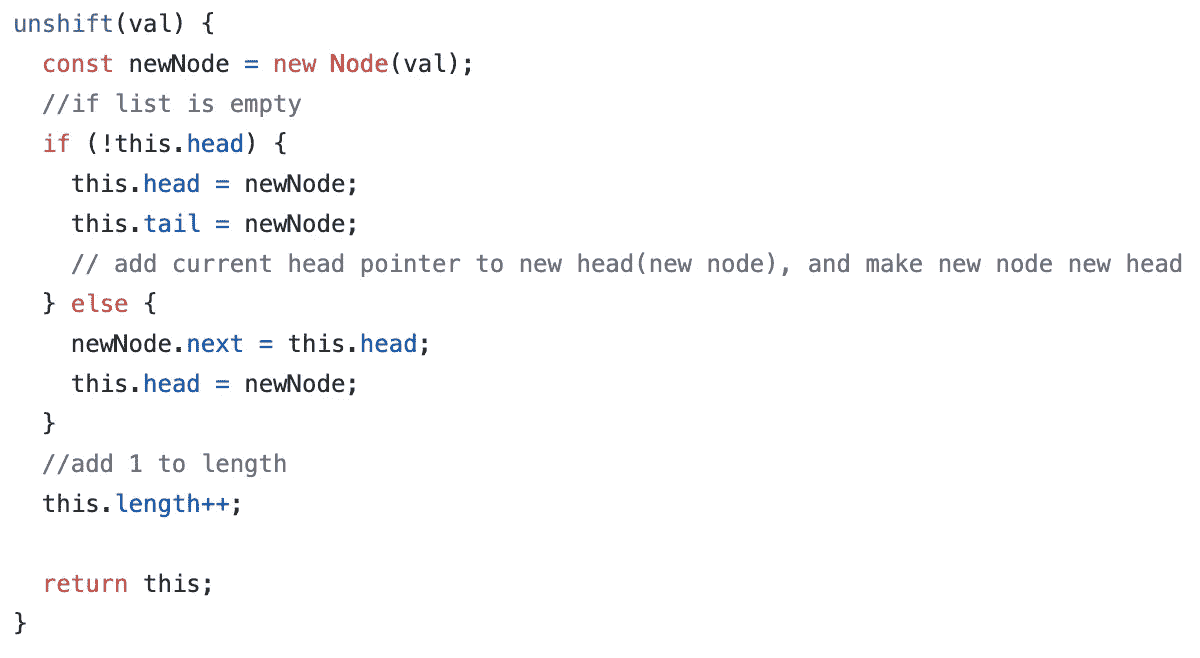 unshift(val) {
  const newNode = new Node(val);
  //if list is empty
  if (!this.head) {
    this.head = newNode;
    this.tail = newNode;
    // add current head pointer to new head(new node), and make new node new head
  } else {
    newNode.next = this.head;
    this.head = newNode;
  }
  //add 1 to length
  this.length++;

  return this;
}